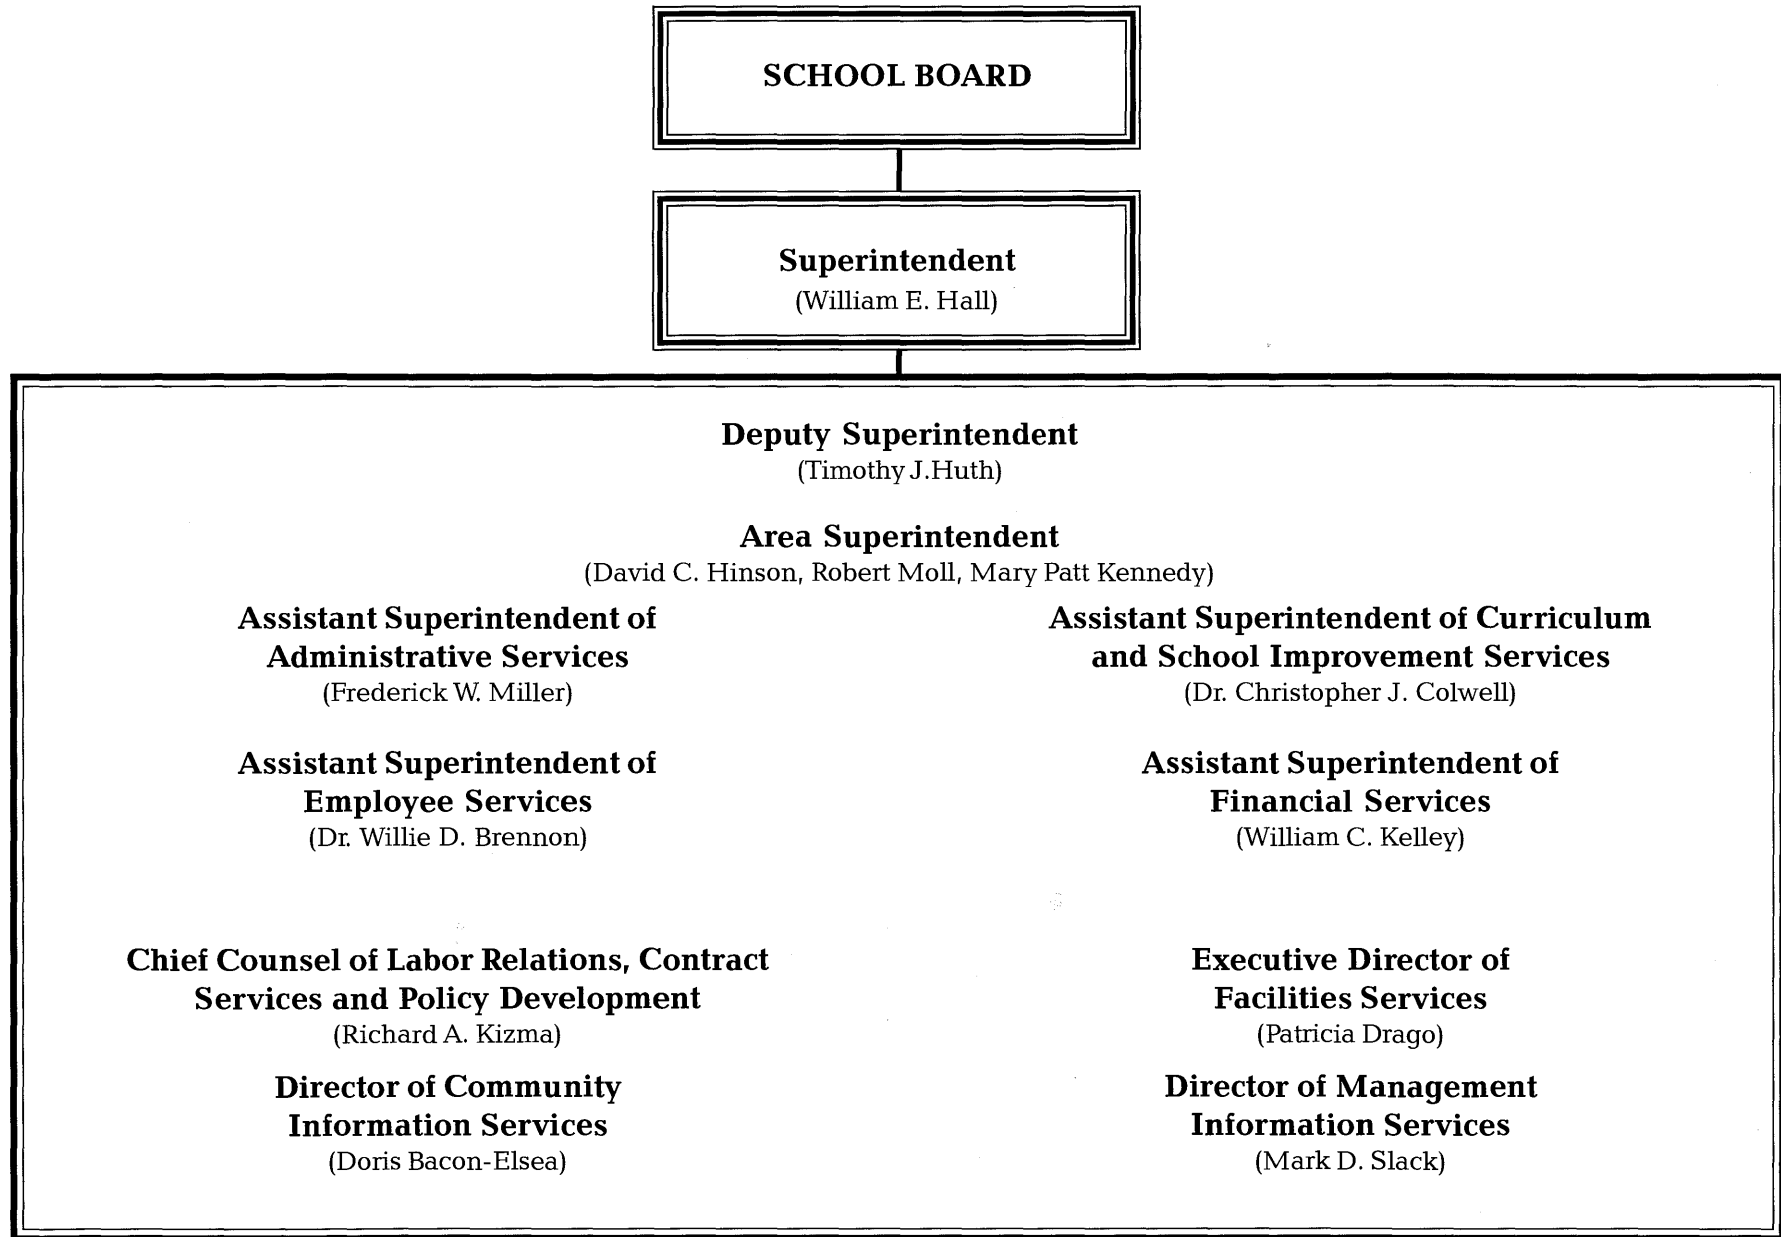 SCHOOL BOARD
Superintendent
(William E. Hall)
Deputy Superintendent
(Timothy J.Huth)
Area Superintendent
(David C. Hinson, Robert Moll, Mary Patt Kennedy)
Assistant Superintendent of
Administrative Services
(Frederick W. Miller)
Assistant Superintendent of Curriculum
and School Improvement Services
(Dr. Christopher J. Colwell)
Assistant Superintendent of
Employee Services
(Dr. Willie D. Brennon)
Assistant Superintendent of
Financial Services
(William C. Kelley)
Chief Counsel of Labor Relations, Contract
Services and Policy Development
(Richard A. Kizma)
Executive Director of
Facilities Services
(Patricia Drago)
Director of Community
Information Services
(Doris Bacon-Elsea)
Director of Management
Information Services
(Mark D. Slack)